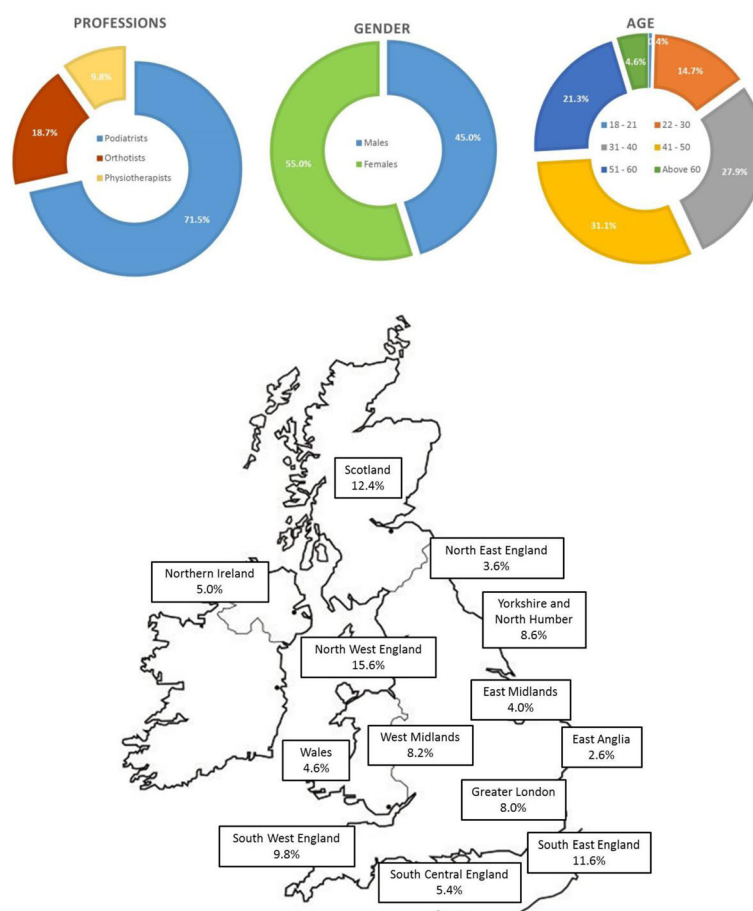 PROFESSIONS
9.8%
18.7%
Podiatrists
Orthotists
Physiotherapists
71.5%
GENDER
55.0%
Males
Females
45.0%
AGE
4.6%
14.7%
21.3%
18 - 21
22 - 30
31 - 40
41 - 50
51 - 60
Above 60
27.9%
31.1%
Scotland
12.4%
North East England
3.6%
Northern Ireland
5.0%
Yorkshire and
North Humber
8.6%
North West England
15.6%
East Midlands
4.0%
West Midlands
8.2%
East Anglia
2.6%
Wales
4.6%
Greater London
8.0%
South West England
9.8%
South East England
11.6%
South Central England
5.4%